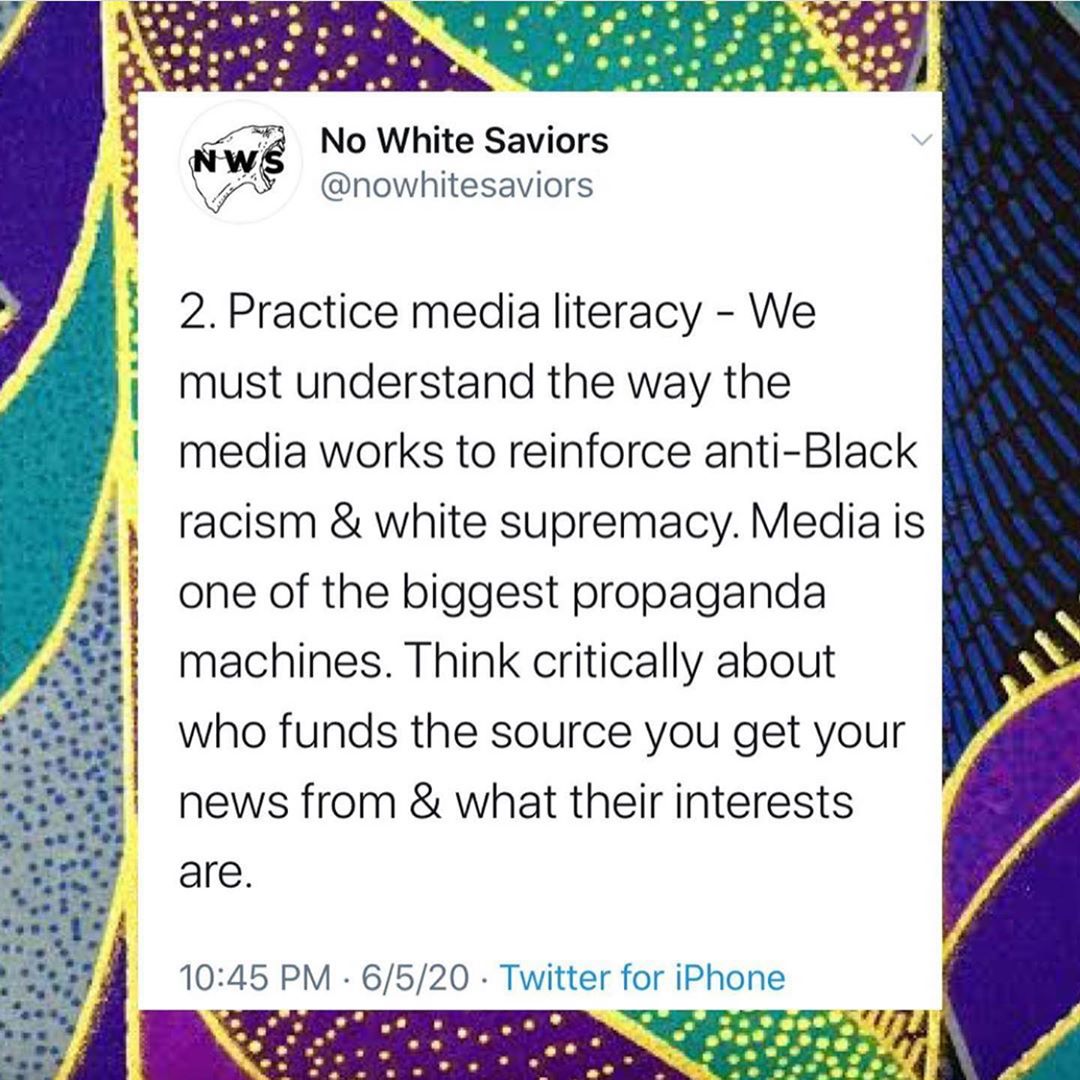 NWS
No White Saviors
@nowhitesaviors
2. Practice media literacy - We
must understand the way the
media works to reinforce anti-Black
racism & white supremacy. Media is
one of the biggest propaganda
machines. Think critically about
who funds the source you get your
news from & what their interests
are.
10:45 PM · 6/5/20 · Twitter for iPhone